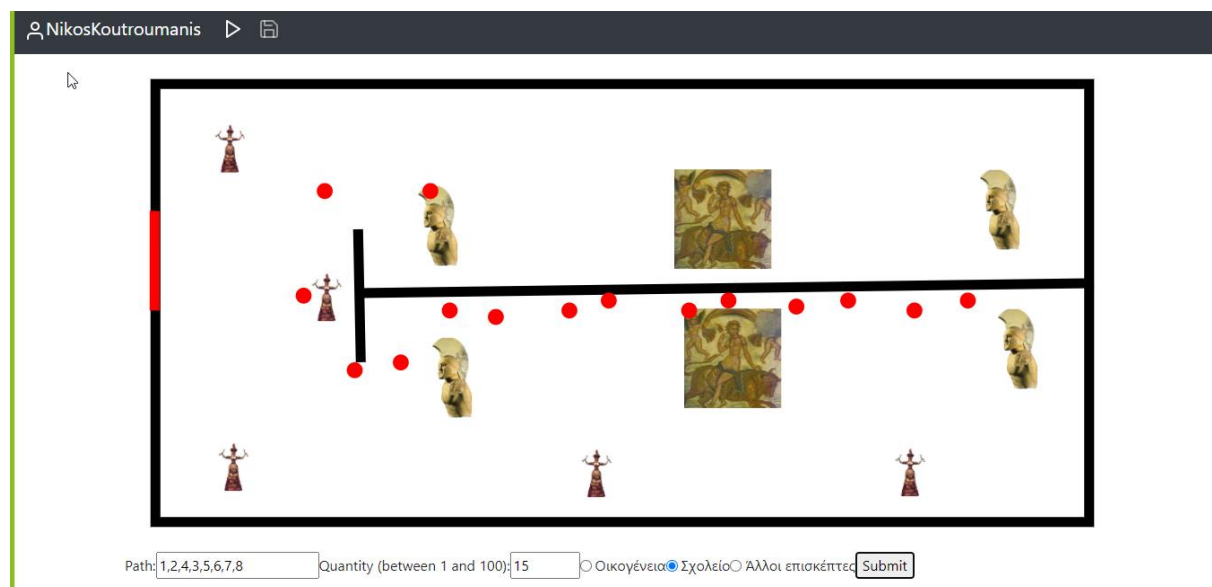 NikosKoutroumanis
Path: 1,2,4,3,5,6,7,8 Quantity (between 1 and 100): 15 Οικογένεια Σχολείο Άλλοι επισκέπτες Submit